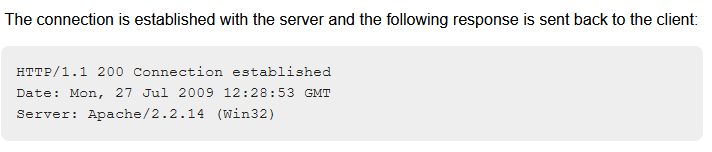 The connection is established with the server and the following response is sent back to the client:
HTTP/1.1 200 Connection established
Date: Mon, 27 Jul 2009 12:28:53 GMT
Server: Apache/2.2.14 (Win32)